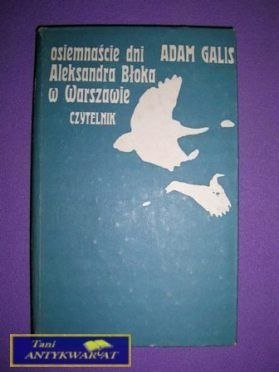 osiemnaście dni ADAM GALIS
Aleksandra Błoka
w Warszawie
CZYTELNIK
Tani
ANTYKWARIAT